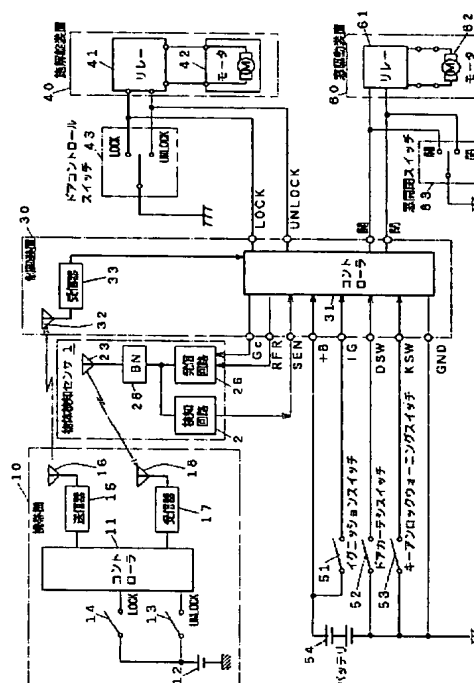 10
携帯機
11
コント
ローラ
14
LOCK
13
UNLOCK
12
送信器
15
16
受信器
17
18
物体検知センサ 1
23
BN
28
発信
回路
26
検知
回路
2
30
制御装置
32
受信器
33
コント
ローラ
31
Gc
RFR
SEN
+B
IG
DSW
KSW
GND
LOCK
UNLOCK
開
閉
40 施解錠装置
41
リレー
42
モータ
M
ドアコントロール
スイッチ 43
LOCK
UNLOCK
60 窓駆動装置
61
リレー
62
モータ
M
窓開閉スイッチ
63
開
閉
51
イグニッションスイッチ
52
ドアカーテシスイッチ
53
キーアンロックウォーニングスイッチ
54
バッテリ